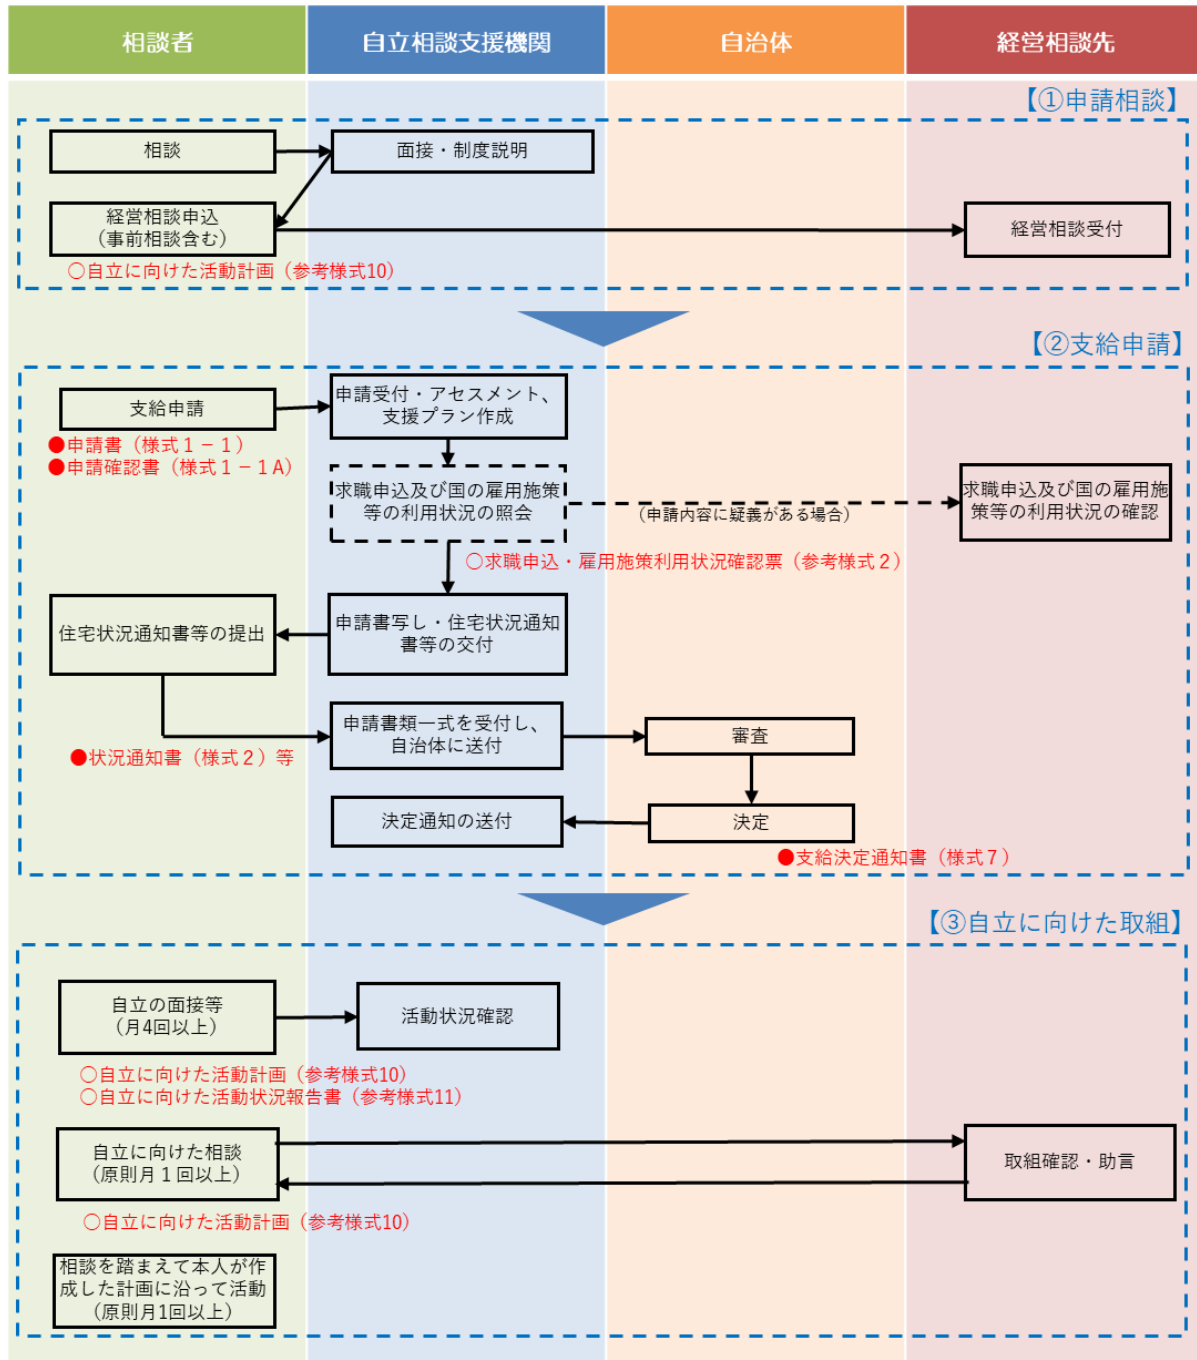 相談者
自立相談支援機関
自治体
経営相談先
【①申請相談】
相談
面接・制度説明
経営相談申込
(事前相談含む)
経営相談受付
○自立に向けた活動計画（参考様式10）
【②支給申請】
支給申請
申請受付・アセスメント、
支援プラン作成
●申請書（様式１－１）
●申請確認書（様式１－１A）
求職申込及び国の雇用施策
等の利用状況の照会
（申請内容に疑義がある場合）
求職申込及び国の雇用施
策等の利用状況の確認
○求職申込・雇用施策利用状況確認票（参考様式２）
住宅状況通知書等の提出
申請書写し・住宅状況通知
書等の交付
申請書類一式を受付し、
自治体に送付
審査
●状況通知書（様式２）等
決定通知の送付
決定
●支給決定通知書（様式７）
【③自立に向けた取組】
自立の面接等
（月4回以上）
活動状況確認
○自立に向けた活動計画（参考様式10）
○自立に向けた活動状況報告書（参考様式11）
自立に向けた相談
（原則月１回以上）
取組確認・助言
○自立に向けた活動計画（参考様式10）
相談を踏まえて本人が作
成した計画に沿って活動
（原則月1回以上）